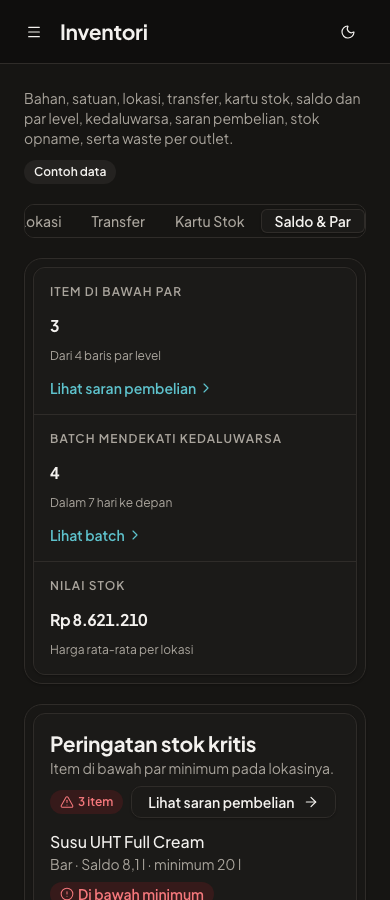 Inventori
Bahan, satuan, lokasi, transfer, kartu stok, saldo dan
par level, kedaluwarsa, saran pembelian, stok
opname, serta waste per outlet.
Contoh data
okasi Transfer Kartu Stok Saldo & Par
ITEM DI BAWAH PAR
3
Dari 4 baris par level
Lihat saran pembelian
BATCH MENDEKATI KEDALUWARSA
4
Dalam 7 hari ke depan
Lihat batch
NILAI STOK
Rp 8.621.210
Harga rata-rata per lokasi
Peringatan stok kritis
Item di bawah par minimum pada lokasinya.
3 item Lihat saran pembelian
Susu UHT Full Cream
Bar · Saldo 8,1 l · minimum 20 l
Di bawah minimum